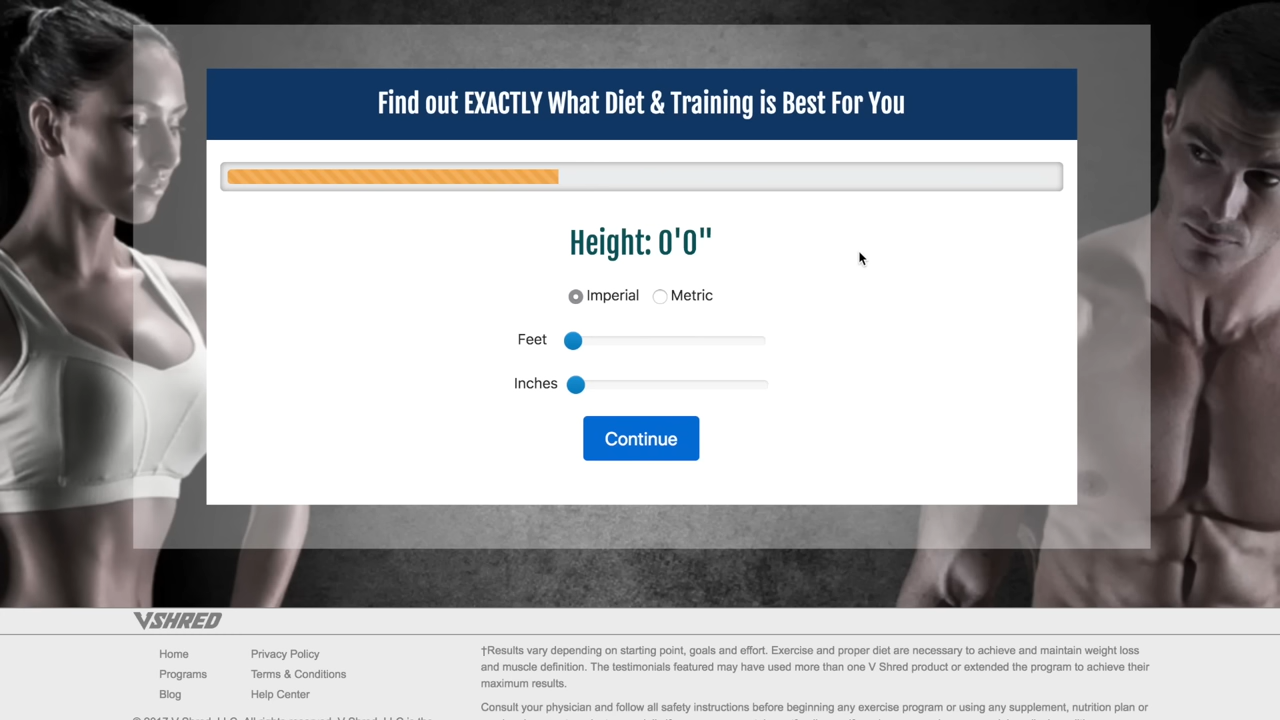 Find out EXACTLY What Diet & Training is Best For You
Height: 0'0"
Imperial Metric
Feet
Inches
Continue
VSHRED
Home
Programs
Blog
Privacy Policy
Terms & Conditions
Help Center
†Results vary depending on starting point, goals and effort. Exercise and proper diet are necessary to achieve and maintain weight loss
and muscle definition. The testimonials featured may have used more than one V Shred product or extended the program to achieve their
maximum results.
Consult your physician and follow all safety instructions before beginning any exercise program or using any supplement, nutrition plan or